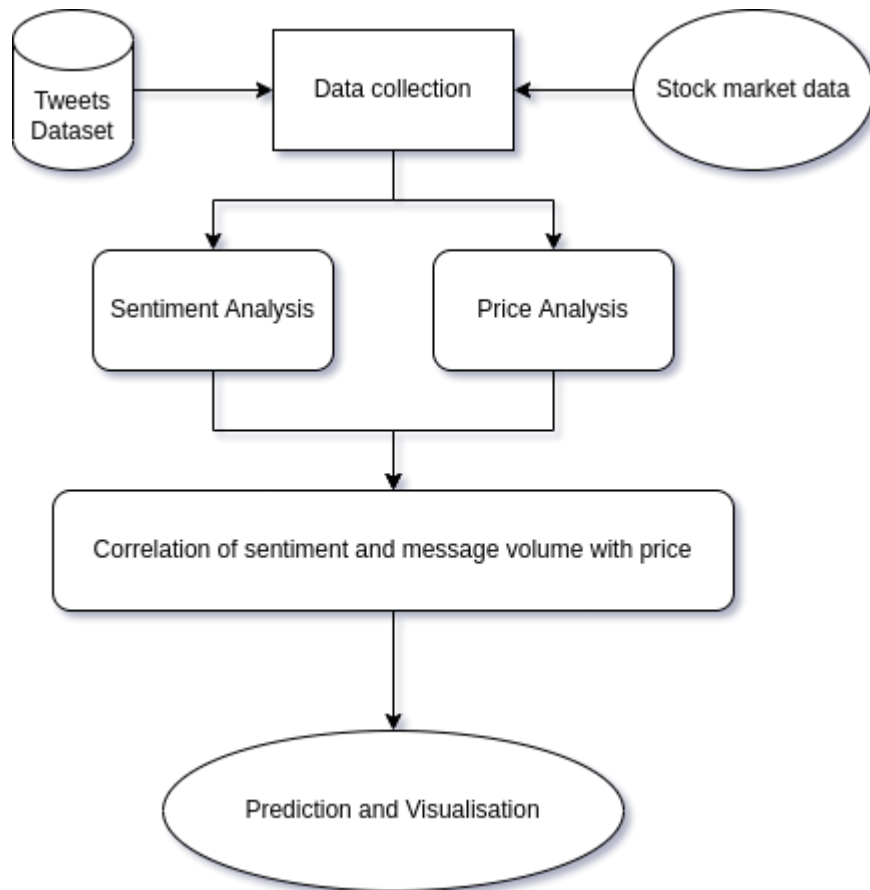 Tweets
Dataset
Data collection
Stock market data
Sentiment Analysis
Price Analysis
Correlation of sentiment and message volume with price
Prediction and Visualisation